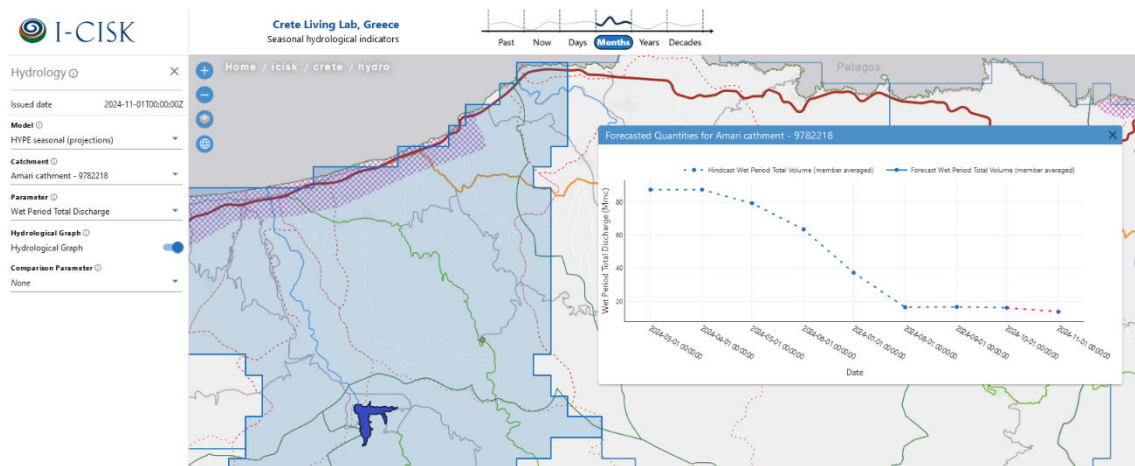 I-CISK
Crete Living Lab, Greece
Seasonal hydrological indicators
Past Now Days Months Years Decades
Hydrology
Issued date 2024-11-01T00:00:00Z
Model
HYPE seasonal (projections)
Catchment
Amari cathment - 9782218
Parameter
Wet Period Total Discharge
Hydrological Graph
Hydrological Graph
Comparison Parameter
None
Home / icisk / crete / hydro
Pelagos
Forecasted Quantities for Amari cathment - 9782218
Hindcast Wet Period Total Volume (member averaged) Forecast Wet Period Total Volume (member averaged)
Wet Period Total Discharge (Mmc)
80
60
40
20
2024-03-01 00:00:00
2024-04-01 00:00:00
2024-05-01 00:00:00
2024-06-01 00:00:00
2024-07-01 00:00:00
2024-08-01 00:00:00
2024-09-01 00:00:00
2024-10-01 00:00:00
2024-11-01 00:00:00
Date